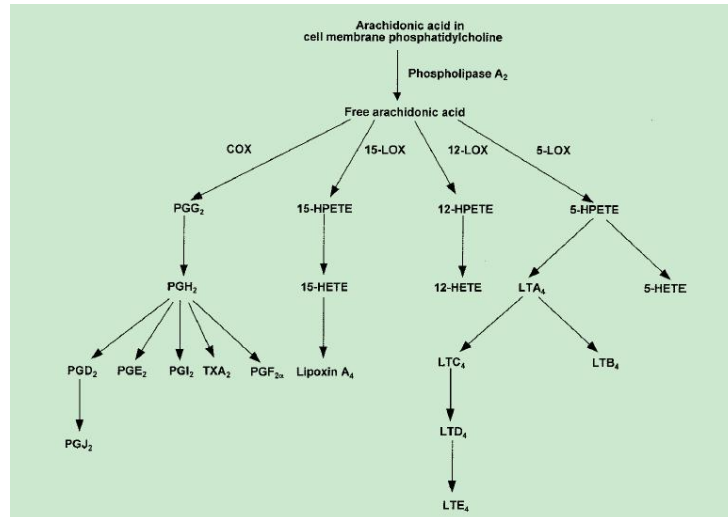 Arachidonic acid in
cell membrane phosphatidylcholine
Phospholipase A₂
Free arachidonic acid
COX 15-LOX 12-LOX 5-LOX
PGG₂ 15-HPETE 12-HPETE 5-HPETE
PGH₂ 15-HETE 12-HETE LTA₄ 5-HETE
PGD₂ PGE₂ PGI₂ TXA₂ PGF₂α Lipoxin A₄ LTC₄ LTB₄
PGJ₂ LTD₄
LTE₄